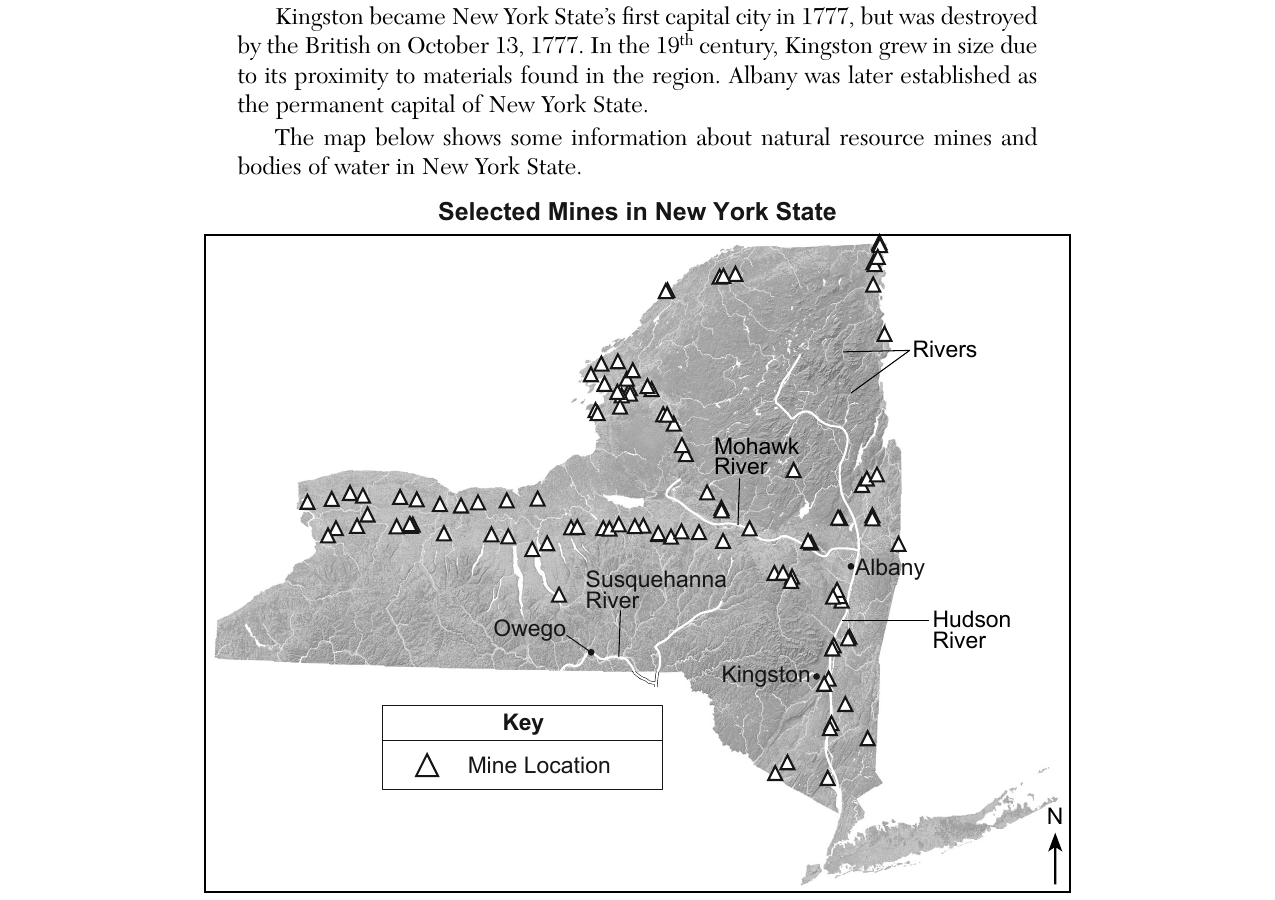 Kingston became New York State’s first capital city in 1777, but was destroyed
by the British on October 13, 1777. In the 19th century, Kingston grew in size due
to its proximity to materials found in the region. Albany was later established as
the permanent capital of New York State.
The map below shows some information about natural resource mines and
bodies of water in New York State.
Selected Mines in New York State
Rivers
Mohawk
River
Albany
Susquehanna
River
Owego
Hudson
River
Kingston
Key
Mine Location
N